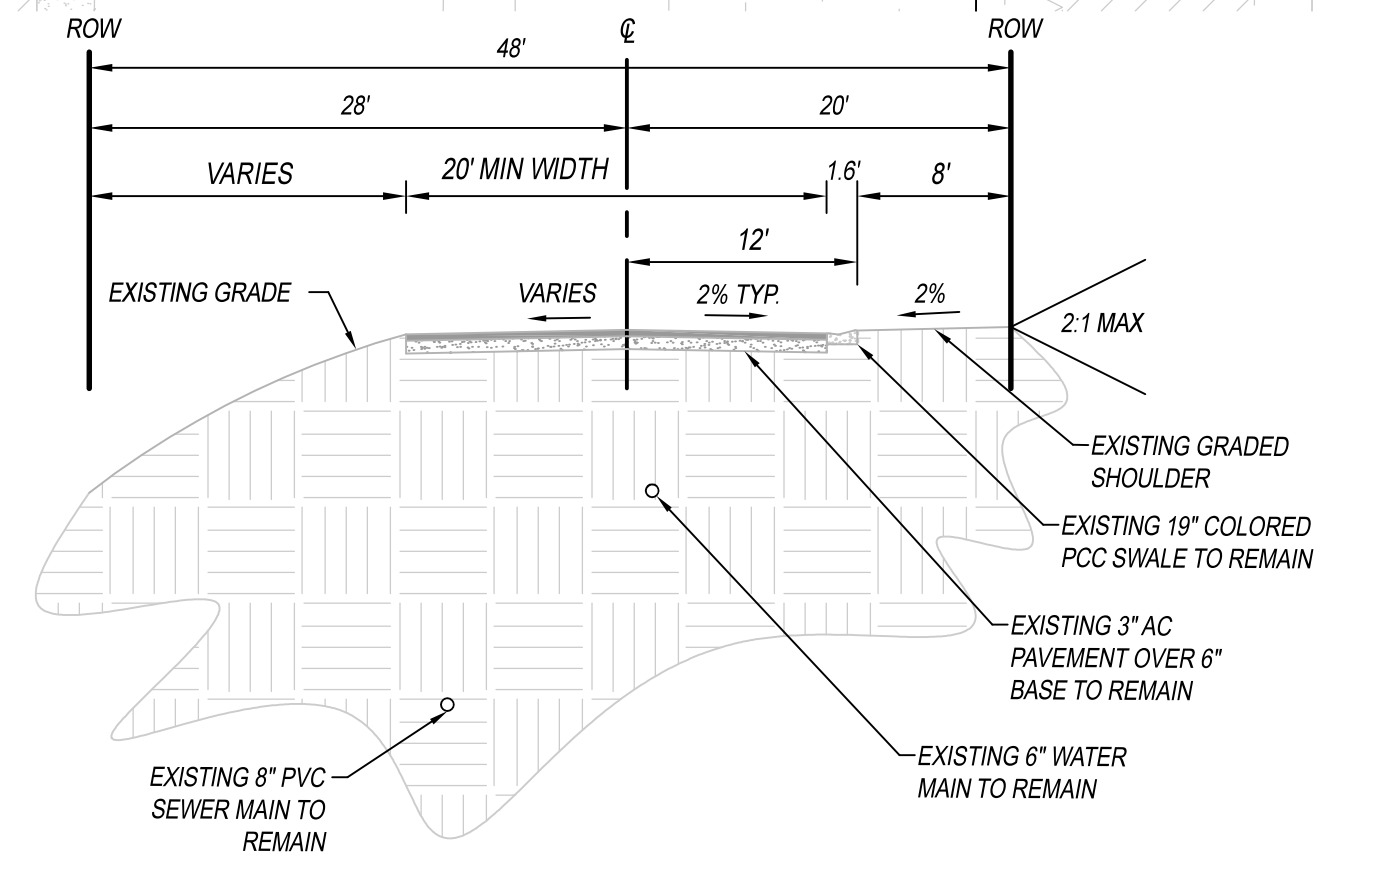 ROW
℄
ROW
48'
28'
20'
VARIES
20' MIN WIDTH
1.6'
8'
12'
EXISTING GRADE
VARIES
2% TYP.
2%
2:1 MAX
EXISTING GRADED
SHOULDER
EXISTING 19" COLORED
PCC SWALE TO REMAIN
EXISTING 3" AC
PAVEMENT OVER 6"
BASE TO REMAIN
EXISTING 6" WATER
MAIN TO REMAIN
EXISTING 8" PVC
SEWER MAIN TO
REMAIN